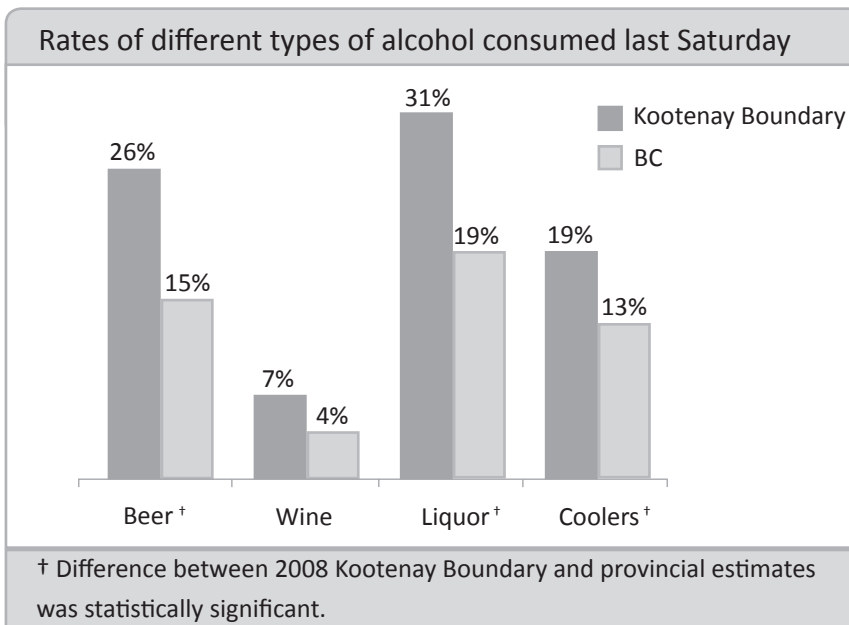 Rates of different types of alcohol consumed last Saturday
31%
Kootenay Boundary
26%
BC
19%
19%
15%
13%
7%
4%
Beer †
Wine
Liquor †
Coolers †
† Difference between 2008 Kootenay Boundary and provincial estimates
was statistically significant.